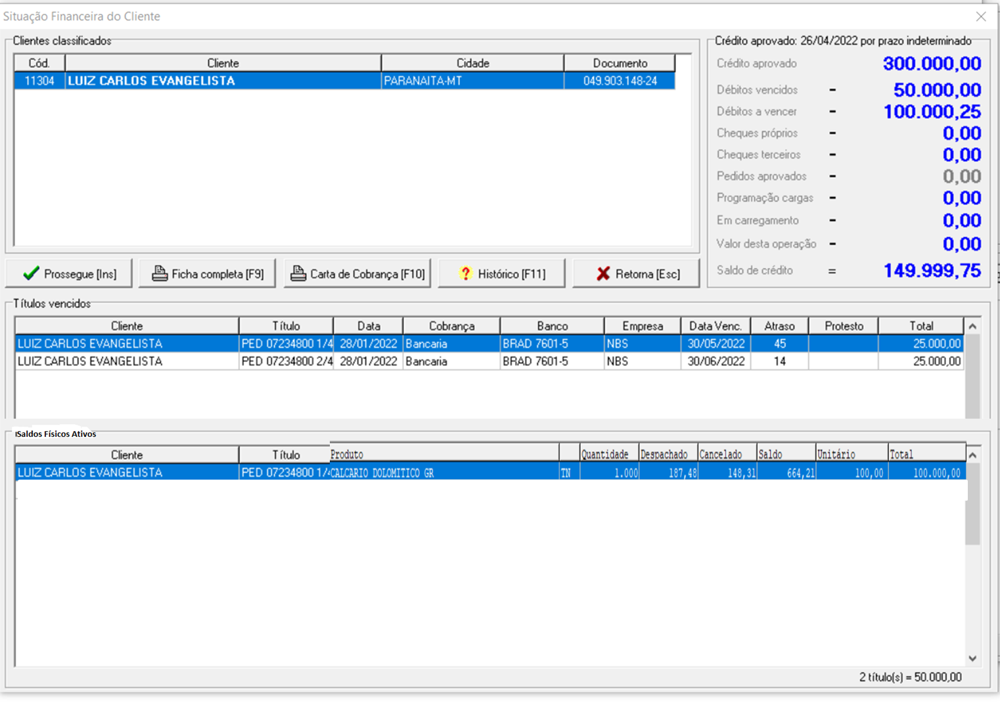 Situação Financeira do Cliente
Clientes classificados
Cód. Cliente Cidade Documento
11304 LUIZ CARLOS EVANGELISTA PARANAITA-MT 049.903.148-24
Crédito aprovado: 26/04/2022 por prazo indeterminado
Crédito aprovado 300.000,00
Débitos vencidos - 50.000,00
Débitos a vencer - 100.000,25
Cheques próprios - 0,00
Cheques terceiros - 0,00
Pedidos aprovados - 0,00
Programação cargas - 0,00
Em carregamento - 0,00
Valor desta operação - 0,00
Saldo de crédito = 149.999,75
Prossegue [Ins] Ficha completa [F9] Carta de Cobrança [F10] ? Histórico [F11] Retorna [Esc]
Títulos vencidos
Cliente Título Data Cobrança Banco Empresa Data Venc. Atraso Protesto Total
LUIZ CARLOS EVANGELISTA PED 07234800 1/4 28/01/2022 Bancaria BRAD 7601-5 NBS 30/05/2022 45 25.000,00
LUIZ CARLOS EVANGELISTA PED 07234800 2/4 28/01/2022 Bancaria BRAD 7601-5 NBS 30/06/2022 14 25.000,00
Saldos Físicos Ativos
Cliente Título Produto Quantidade Despachado Cancelado Saldo Unitário Total
LUIZ CARLOS EVANGELISTA PED 07234800 1/4 CALCARIO DOLOMITICO GR TN 1.000 187,48 148,31 664,21 100,00 100.000,00
2 título(s) = 50.000,00